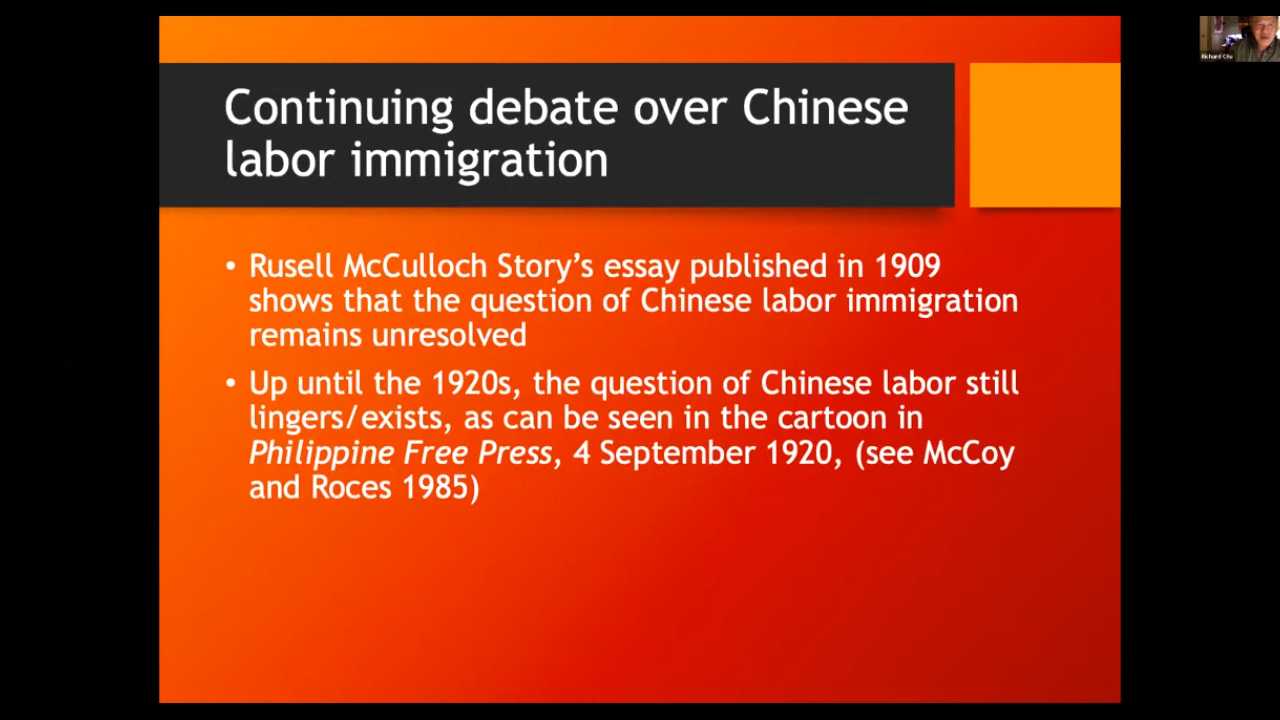 Continuing debate over Chinese
labor immigration
• Rusell McCulloch Story's essay published in 1909
shows that the question of Chinese labor immigration
remains unresolved
• Up until the 1920s, the question of Chinese labor still
lingers/exists, as can be seen in the cartoon in
Philippine Free Press, 4 September 1920, (see McCoy
and Roces 1985)
Richard Chu